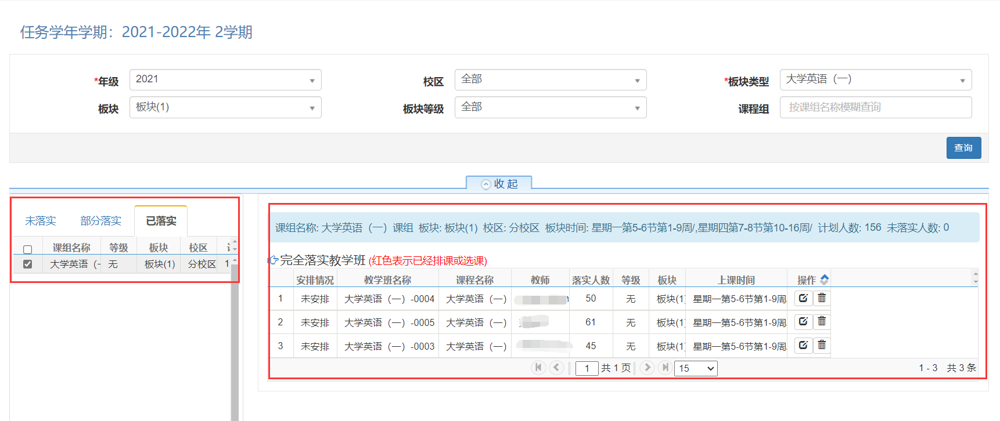 任务学年学期：2021-2022年 2学期
*年级 2021 校区 全部 *板块类型 大学英语（一）
板块 板块(1) 板块等级 全部 课程组 按课组名称模糊查询
查询
收 起
未落实 部分落实 已落实
课组名称 等级 板块 校区
大学英语（ 无 板块(1) 分校区 1
课组名称: 大学英语（一）课组 板块: 板块(1) 校区: 分校区 板块时间: 星期一第5-6节第1-9周/,星期四第7-8节第10-16周/ 计划人数: 156 未落实人数: 0
完全落实教学班 (红色表示已经排课或选课)
安排情况 教学班名称 课程名称 教师 落实人数 等级 板块 上课时间 操作
1 未安排 大学英语（一）-0004 大学英语（一） 50 无 板块(1) 星期一第5-6节第1-9周
2 未安排 大学英语（一）-0005 大学英语（一） 61 无 板块(1) 星期一第5-6节第1-9周
3 未安排 大学英语（一）-0003 大学英语（一） 45 无 板块(1) 星期一第5-6节第1-9周
1 共 1 页 15 1 - 3 共 3 条